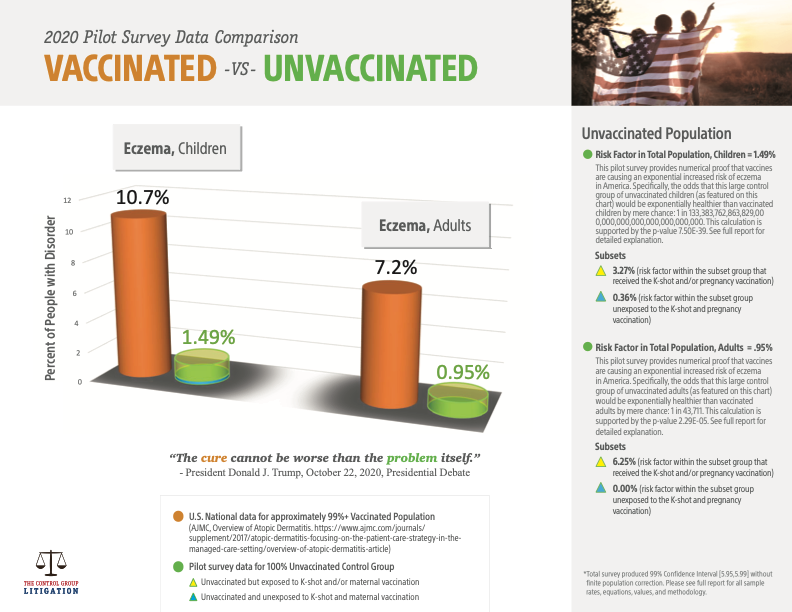 2020 Pilot Survey Data Comparison
VACCINATED -VS- UNVACCINATED
Eczema, Children
Eczema, Adults
Percent of People with Disorder
12
10
8
6
4
2
0
10.7%
1.49%
7.2%
0.95%
“The cure cannot be worse than the problem itself.”
- President Donald J. Trump, October 22, 2020, Presidential Debate
U.S. National data for approximately 99%+ Vaccinated Population
(AJMC, Overview of Atopic Dermatitis. https://www.ajmc.com/journals/
supplement/2017/atopic-dermatitis-focusing-on-the-patient-care-strategy-in-the-
managed-care-setting/overview-of-atopic-dermatitis-article)
Pilot survey data for 100% Unvaccinated Control Group
Unvaccinated but exposed to K-shot and/or maternal vaccination
Unvaccinated and unexposed to K-shot and maternal vaccination
THE CONTROL GROUP
LITIGATION
Unvaccinated Population
Risk Factor in Total Population, Children = 1.49%
This pilot survey provides numerical proof that vaccines
are causing an exponential increased risk of eczema
in America. Specifically, the odds that this large control
group of unvaccinated children (as featured on this
chart) would be exponentially healthier than vaccinated
children by mere chance: 1 in 133,383,762,863,829,00
0,000,000,000,000,000,000,000. This calculation is
supported by the p-value 7.50E-39. See full report for
detailed explanation.
Subsets
3.27% (risk factor within the subset group that
received the K-shot and/or pregnancy vaccination)
0.36% (risk factor within the subset group
unexposed to the K-shot and pregnancy
vaccination)
Risk Factor in Total Population, Adults = .95%
This pilot survey provides numerical proof that vaccines
are causing an exponential increased risk of eczema
in America. Specifically, the odds that this large control
group of unvaccinated adults (as featured on this chart)
would be exponentially healthier than vaccinated
adults by mere chance: 1 in 43,711. This calculation is
supported by the p-value 2.29E-05. See full report for
detailed explanation.
Subsets
6.25% (risk factor within the subset group that
received the K-shot and/or pregnancy vaccination)
0.00% (risk factor within the subset group
unexposed to the K-shot and pregnancy
vaccination)
*Total survey produced 99% Confidence Interval [5.95,5.99] without
finite population correction. Please see full report for all sample
rates, equations, values, and methodology.